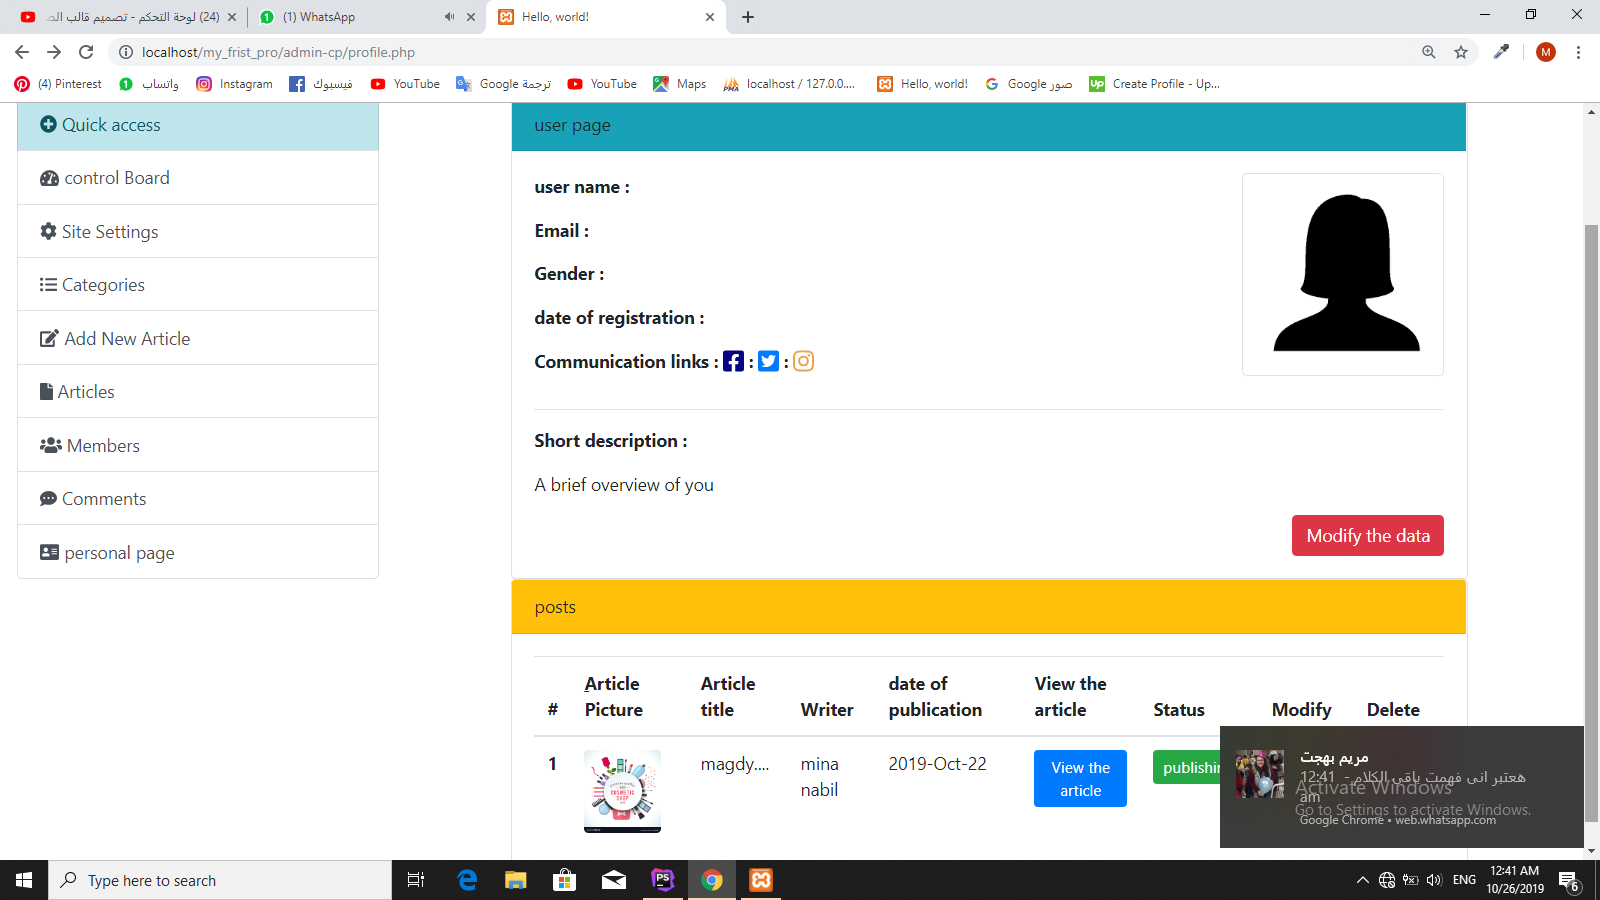 (24) لوحة التحكم - تصميم قالب
(1) WhatsApp
Hello, world!
localhost/my_frist_pro/admin-cp/profile.php
M
(4) Pinterest
واتساب
Instagram
فيسبوك
YouTube
ترجمة Google
YouTube
Maps
localhost / 127.0.0....
Hello, world!
صور Google
Up
Create Profile - Up...
Quick access
control Board
Site Settings
Categories
Add New Article
Articles
Members
Comments
personal page
user page
user name :
Email :
Gender :
date of registration :
Communication links : : :
Short description :
A brief overview of you
Modify the data
posts
# Article Picture Article title Writer date of publication View the article Status Modify Delete
1 magdy.... mina nabil 2019-Oct-22 View the article publishin
COSMETIC SHOP
مريم بهجت
هعتبر انى فهمت باقى الكلام - 12:41
am
Google Chrome • web.whatsapp.com
Activate Windows
Go to Settings to activate Windows.
Type here to search
PS
ENG
12:41 AM
10/26/2019
6